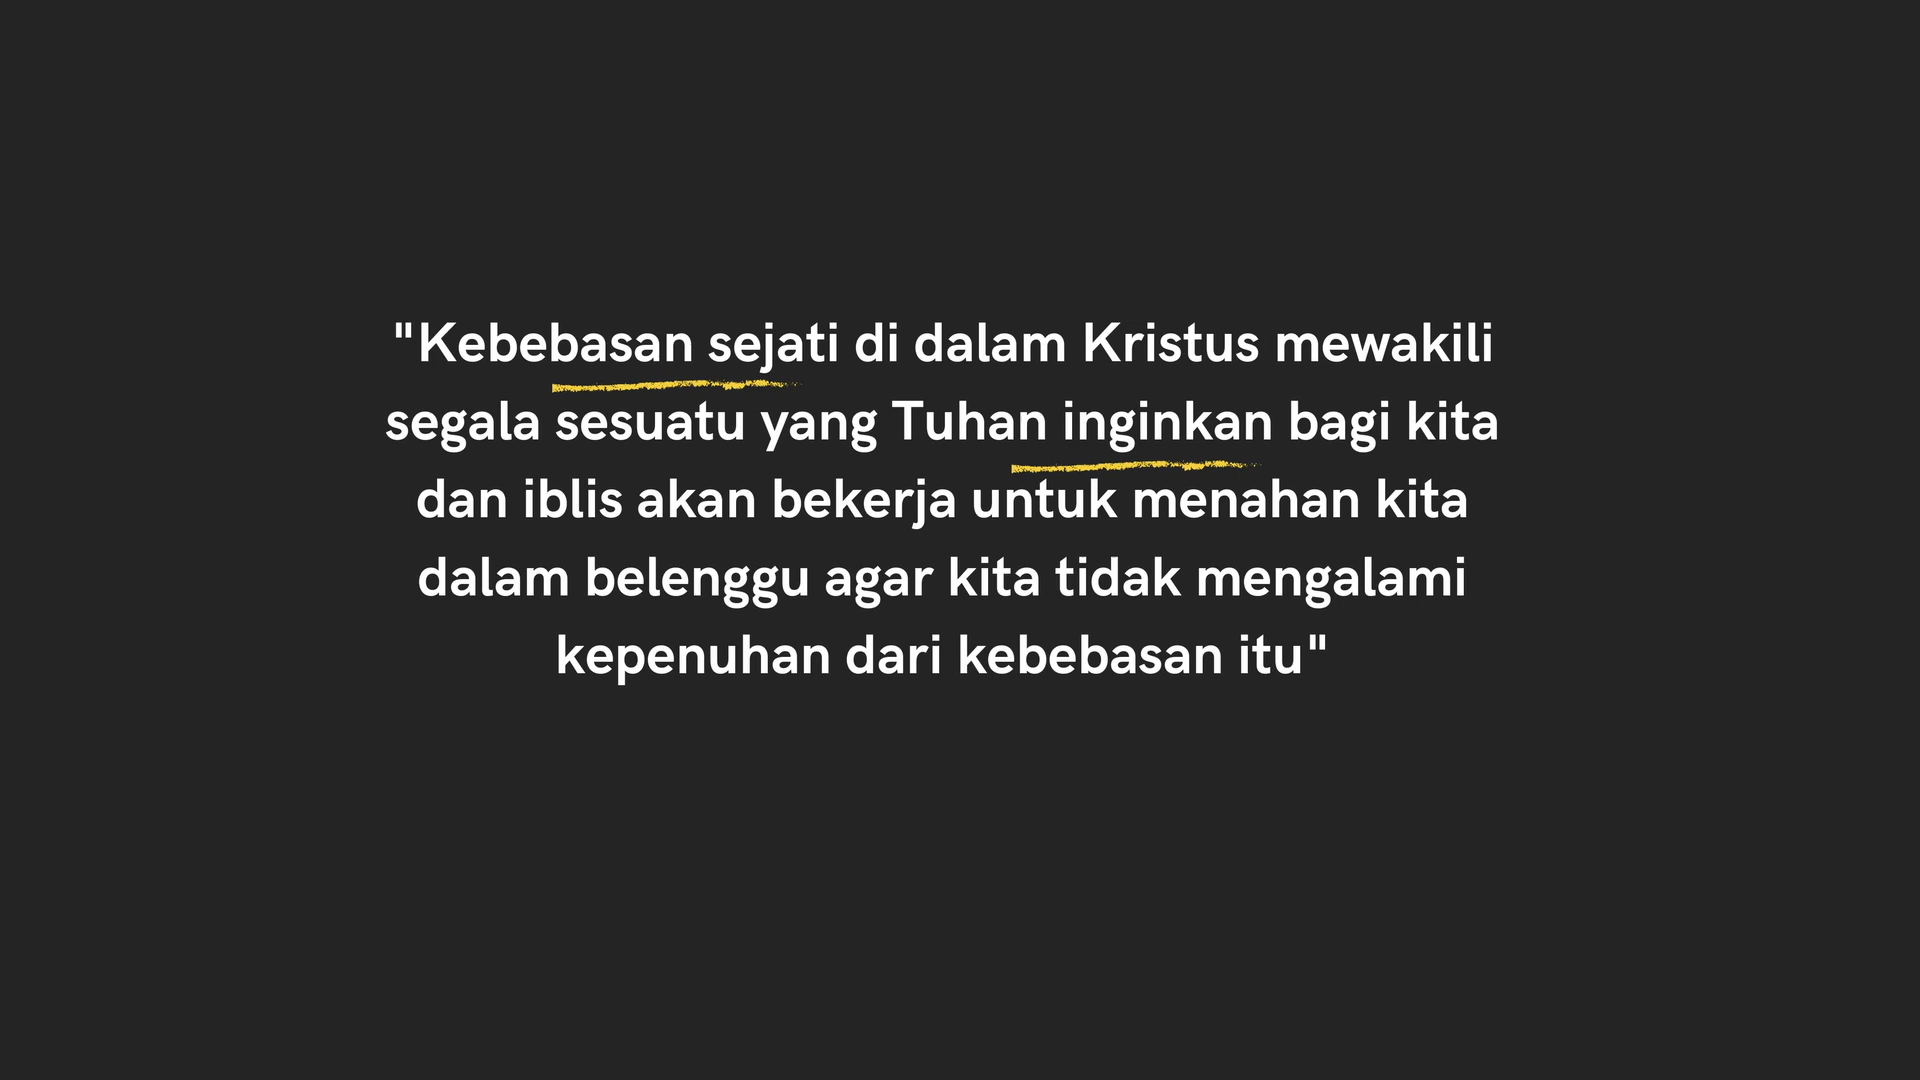 "Kebebasan sejati di dalam Kristus mewakili
segala sesuatu yang Tuhan inginkan bagi kita
dan iblis akan bekerja untuk menahan kita
dalam belenggu agar kita tidak mengalami
kepenuhan dari kebebasan itu"